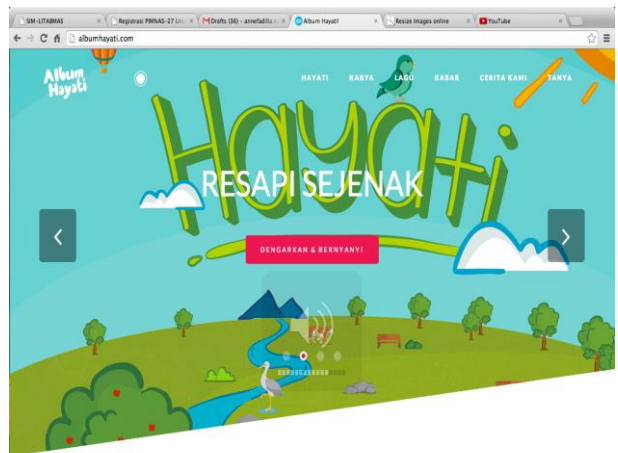 SIM-LITABMAS
Registrasi PIMNAS-27 Uni
Drafts (36) - annefadilla
Album Hayati
Resize Images online
YouTube
albumhayati.com
Album
Hayati
HAYATI KARYA LAGU KABAR CERITA KAMI TANYA
Hayati
RESAPI SEJENAK
DENGARKAN & BERNYANYI